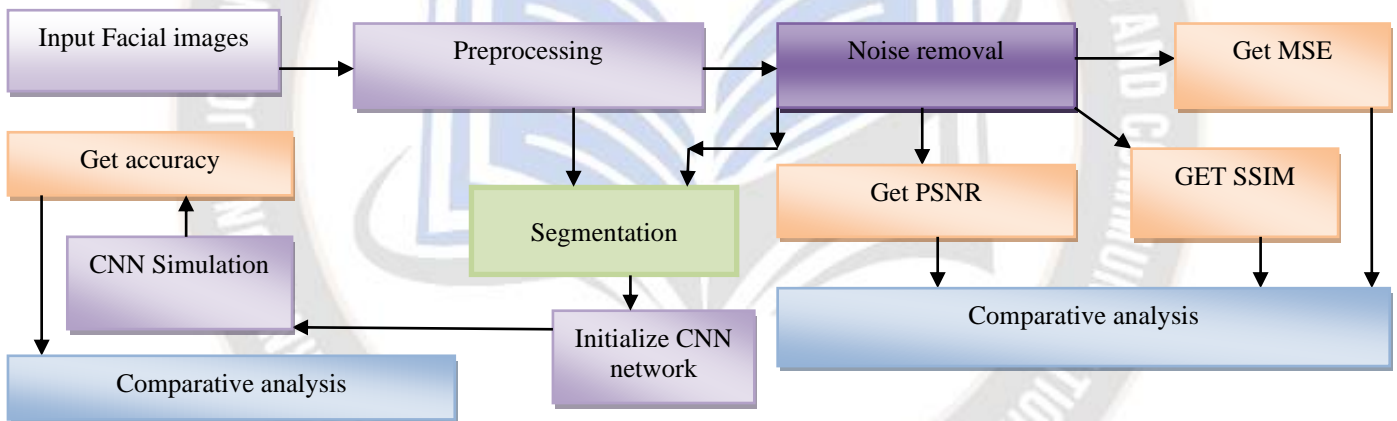 Input Facial images
Preprocessing
Noise removal
Get MSE
Get accuracy
Get PSNR
GET SSIM
Segmentation
CNN Simulation
Initialize CNN
network
Comparative analysis
Comparative analysis
AND